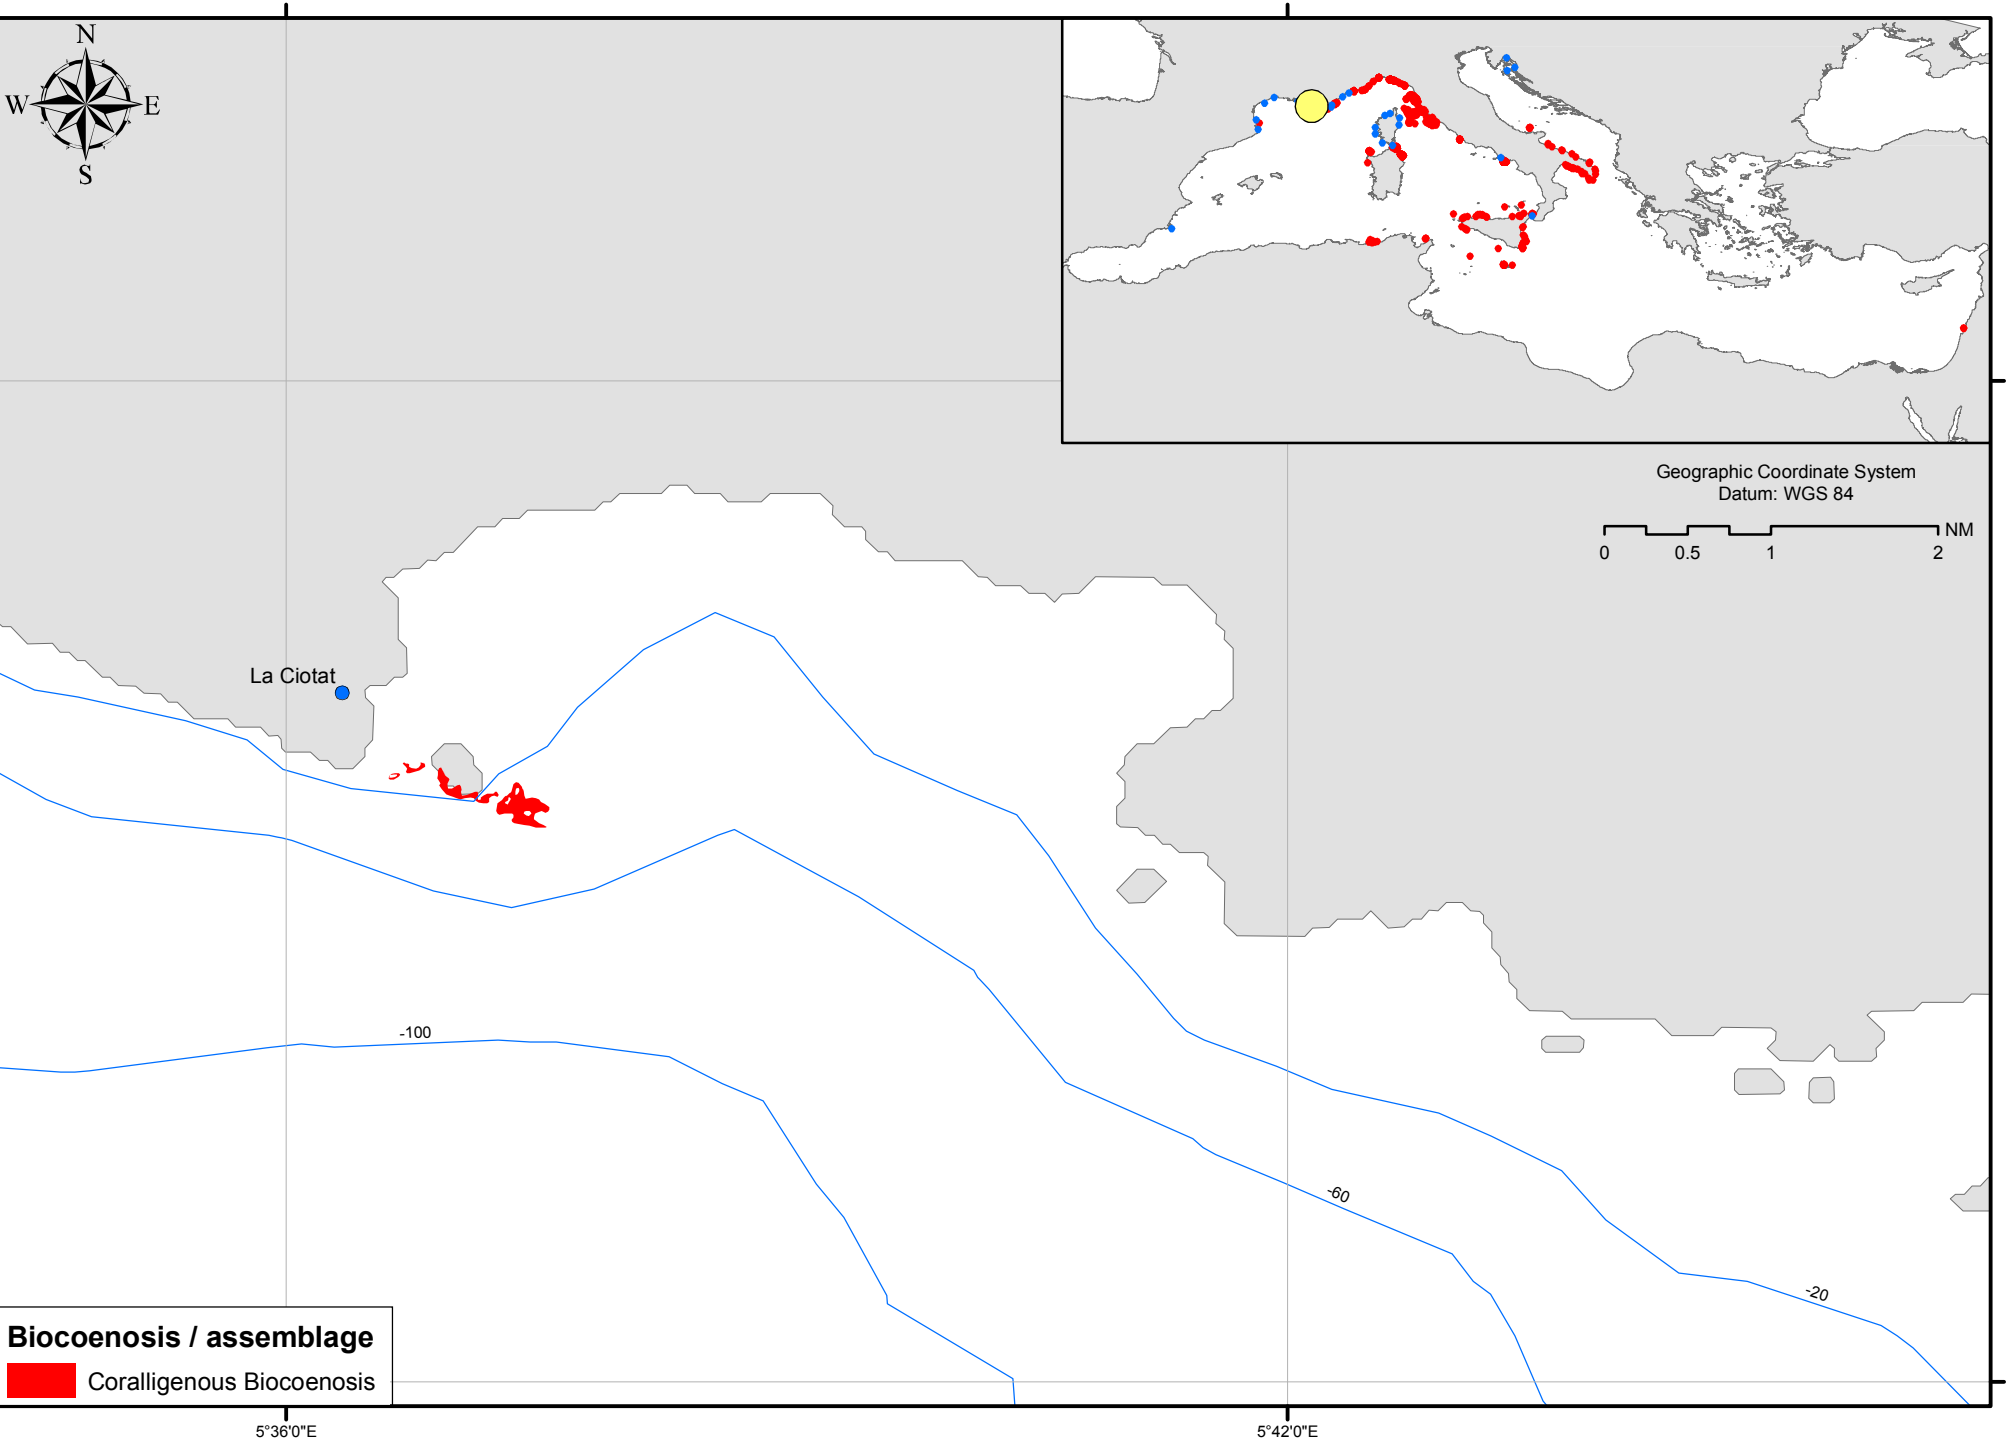 N
W E
S
Geographic Coordinate System
Datum: WGS 84
NM
0 0.5 1 2
La Ciotat
-100
-60
-20
Biocoenosis / assemblage
Coralligenous Biocoenosis
5°36'0"E 5°42'0"E